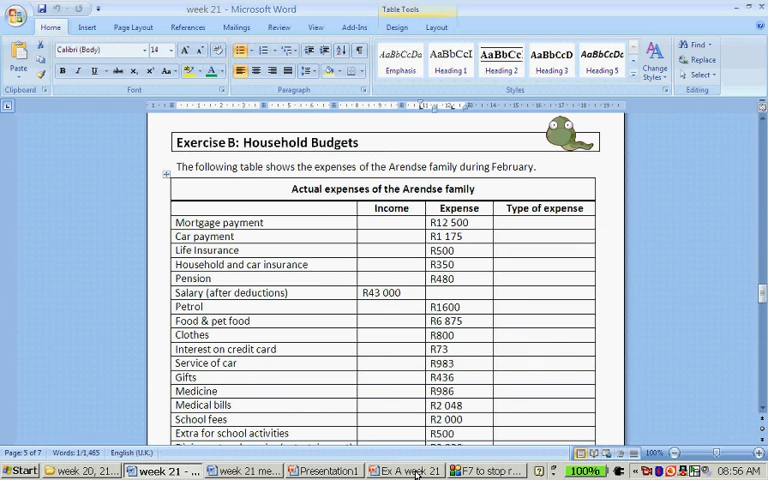 week 21 - Microsoft Word
Table Tools
Home Insert Page Layout References Mailings Review View Add-Ins Design Layout
Calibri (Body) 14
Paste
Clipboard Font Paragraph Styles Editing
AaBbCcDa AaBbCcI AaBbCc AaBbCcD AaBbCcDc
Emphasis Heading 1 Heading 2 Heading 3 Heading 5
Change Styles
Find
Replace
Select
Exercise B: Household Budgets
The following table shows the expenses of the Arendse family during February.
Actual expenses of the Arendse family
Income Expense Type of expense
Mortgage payment R12 500
Car payment R1 175
Life Insurance R500
Household and car insurance R350
Pension R480
Salary (after deductions) R43 000
Petrol R1600
Food & pet food R6 875
Clothes R800
Interest on credit card R73
Service of car R983
Gifts R436
Medicine R986
Medical bills R2 048
School fees R2 000
Extra for school activities R500
Page: 5 of 7 Words: 1/1,465 English (U.K.) 100%
Start week 20, 21... week 21 - ... week 21 me... Presentation1 Ex A week 21 F7 to stop r... 100% 08:56 AM